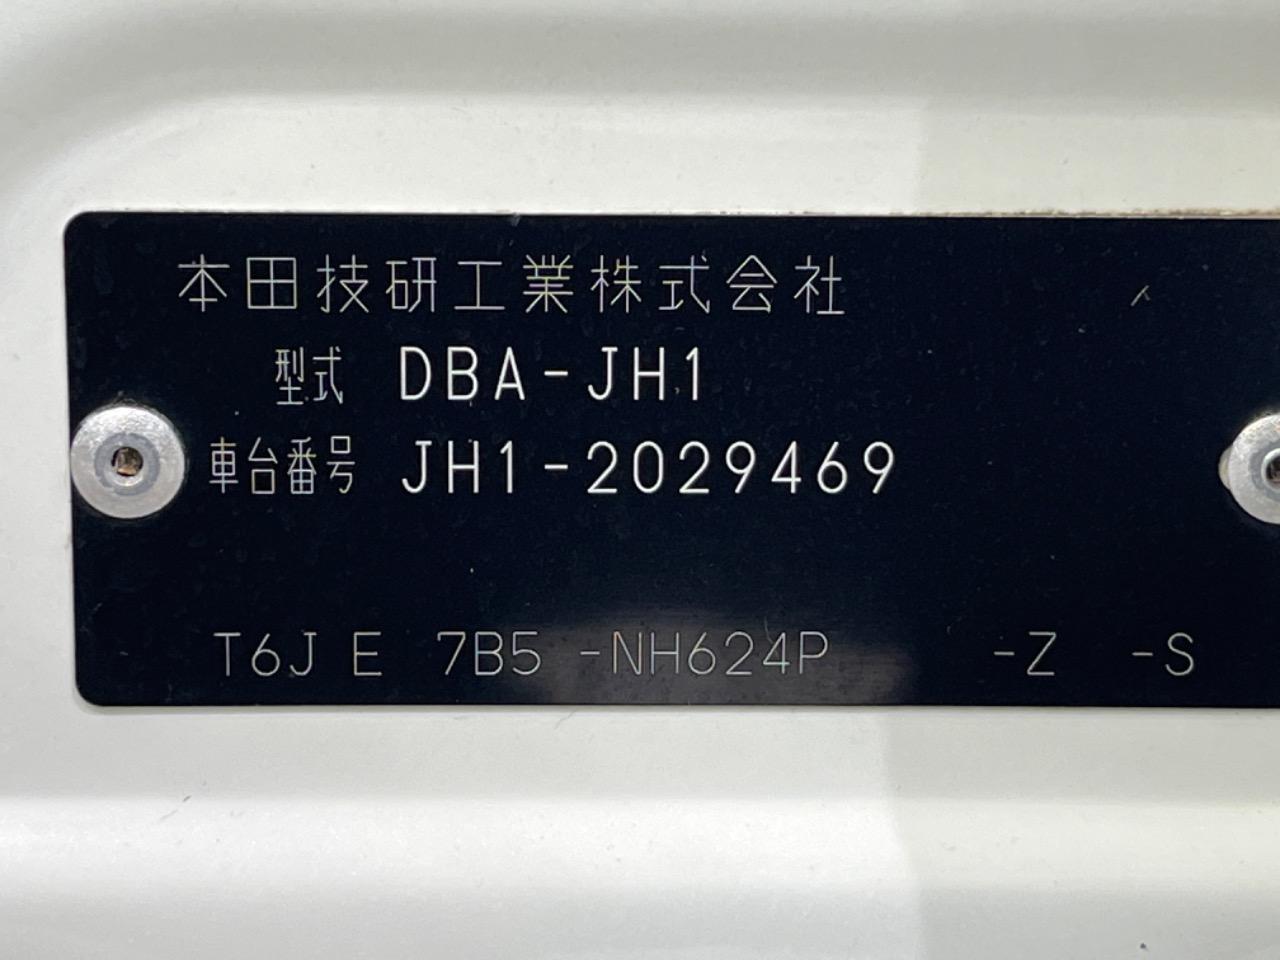 本田技研工業株式会社
型式 DBA-JH1
車台番号 JH1-2029469
T6J E 7B5 -NH624P -Z -S